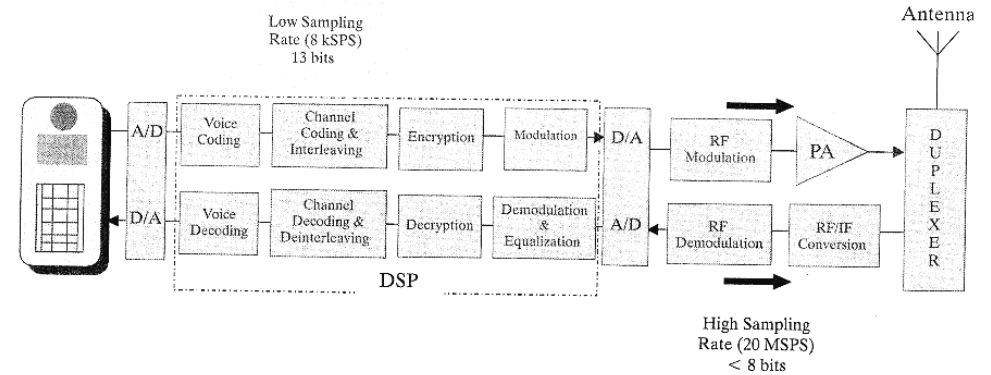 Low Sampling
Rate (8 kSPS)
13 bits
Antenna
A/D
Voice
Coding
Channel
Coding &
Interleaving
Encryption
Modulation
D/A
RF
Modulation
PA
DUPLEXER
D/A
Voice
Decoding
Channel
Decoding &
Deinterleaving
Decryption
Demodulation
&
Equalization
A/D
RF
Demodulation
RF/IF
Conversion
DSP
High Sampling
Rate (20 MSPS)
< 8 bits